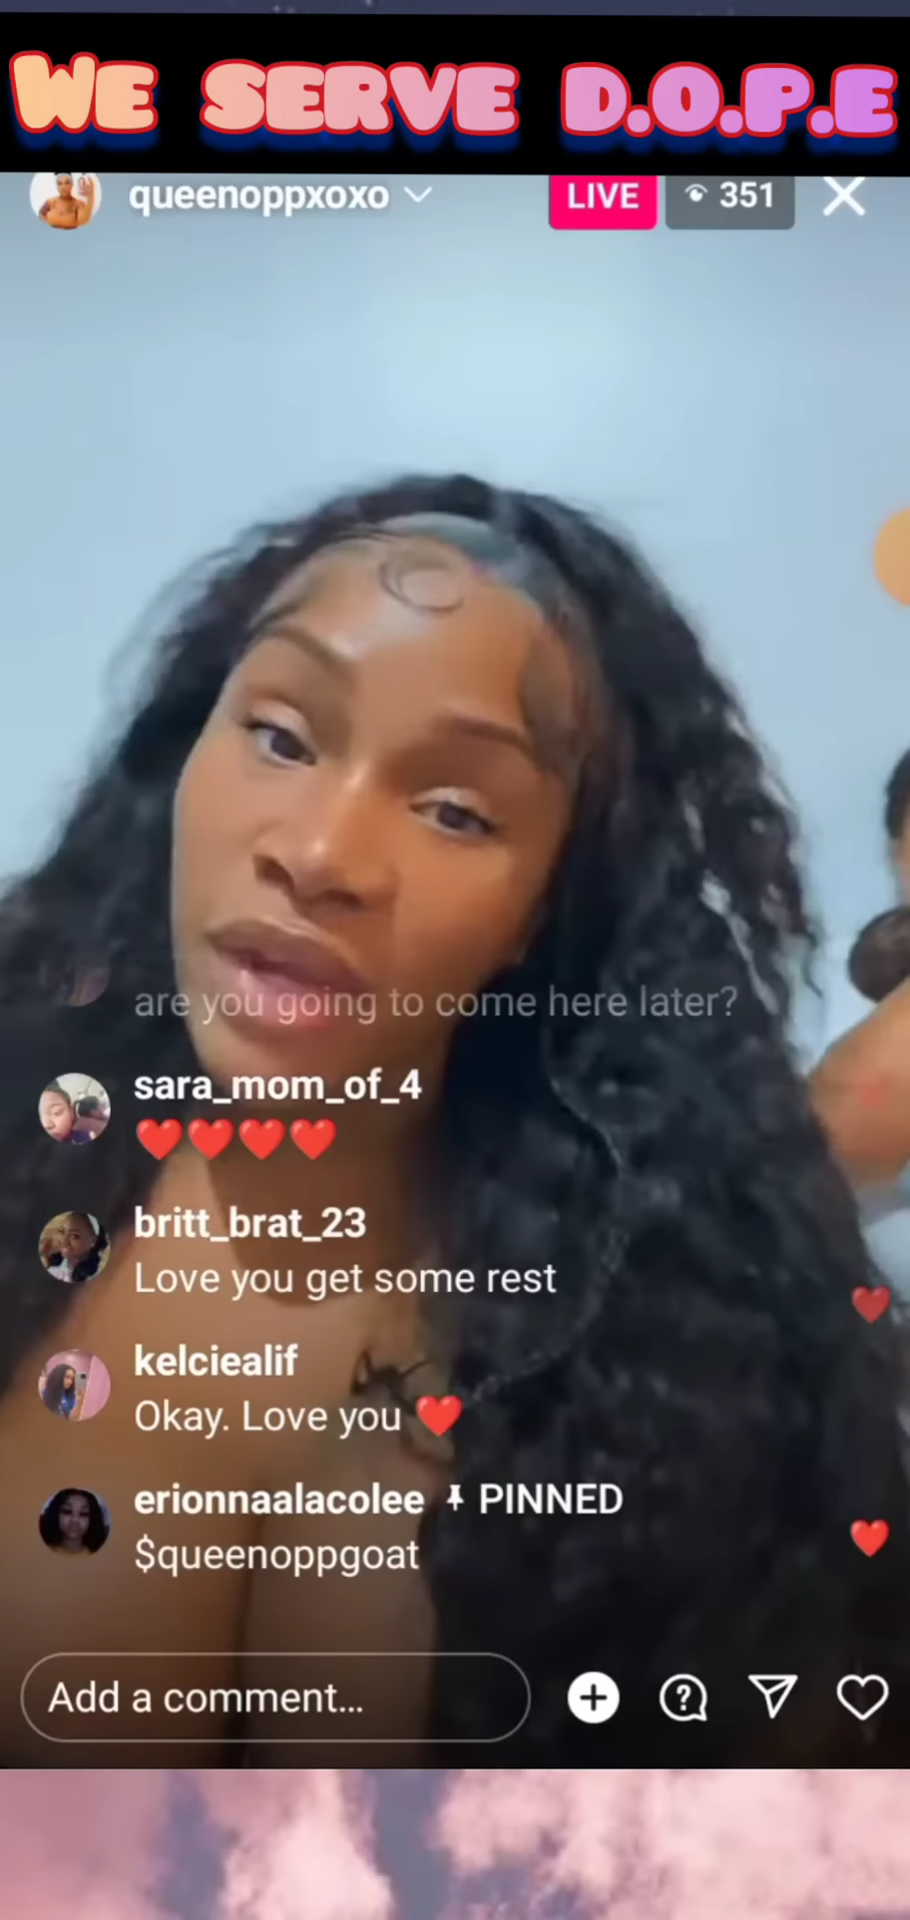 WE SERVE D.O.P.E
queenoppxoxo
LIVE
351
are you going to come here later?
sara_mom_of_4
❤️❤️❤️❤️
britt_brat_23
Love you get some rest
kelciealif
Okay. Love you ❤️
erionnaalacolee PINNED
$queenoppgoat
Add a comment...